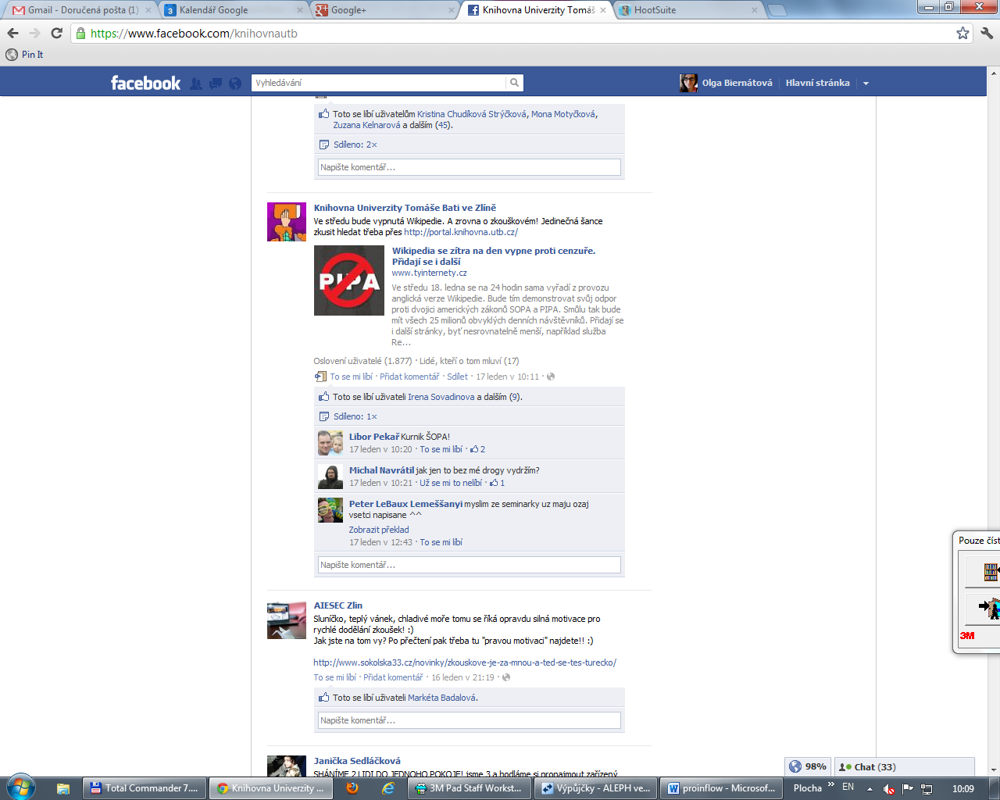 Gmail - Doručená pošta (1)
Kalendář Google
Google+
Knihovna Univerzity Tomáš
HootSuite
https://www.facebook.com/knihovnautb
Pin It
facebook
Vyhledávání
Olga Biernátová
Hlavní stránka
Toto se líbí uživatelům Kristina Chudíková Strýčková, Mona Motyčková,
Zuzana Kelnarová a dalším (45).
Sdíleno: 2×
Napište komentář...
Knihovna Univerzity Tomáše Bati ve Zlíně
Ve středu bude vypnutá Wikipedie. A zrovna o zkouškovém! Jedinečná šance
zkusit hledat třeba přes http://portal.knihovna.utb.cz/
PIPA
Wikipedia se zítra na den vypne proti cenzuře.
Přidají se i další
www.tyinternety.cz
Ve středu 18. ledna se na 24 hodin sama vyřadí z provozu
anglická verze Wikipedie. Bude tím demonstrovat svůj odpor
proti dvojici amerických zákonů SOPA a PIPA. Smůlu tak bude
mít všech 25 milionů obvyklých denních návštěvníků. Přidají se
i další stránky, byť nesrovnatelně menší, například služba
Re...
Oslovení uživatelé (1.877) · Lidé, kteří o tom mluví (17)
To se mi líbí · Přidat komentář · Sdílet · 17 leden v 10:11 ·
Toto se líbí uživateli Irena Sovadinova a dalším (9).
Sdíleno: 1×
Libor Pekař Kurnik ŠOPA!
17 leden v 10:20 · To se mi líbí · 2
Michal Navrátil jak jen to bez mé drogy vydržím?
17 leden v 10:21 · Už se mi to nelíbí · 1
Peter LeBaux Lemeššanyi myslim ze seminarky uz maju ozaj
vsetci napisane ^^
Zobrazit překlad
17 leden v 12:43 · To se mi líbí
Napište komentář...
AIESEC Zlin
Sluníčko, teplý vánek, chladivé moře tomu se říká opravdu silná motivace pro
rychlé dodělání zkoušek! :)
Jak jste na tom vy? Po přečtení pak třeba tu "pravou motivaci" najdete!! :)
http://www.sokolska33.cz/novinky/zkouskove-je-za-mnou-a-ted-se-tes-turecko/
To se mi líbí · Přidat komentář · 16 leden v 21:19 ·
Toto se líbí uživateli Markéta Badalová.
Napište komentář...
Janička Sedláčková
SHÁNÍME 2 LIDI DO JEDNOHO POKOJE! jsme 3 a hodláme si pronajmout zařízený
Pouze číst
3M
98%
Chat (33)
Total Commander 7....
Knihovna Univerzity ...
3M Pad Staff Workst...
Výpůjčky - ALEPH ve...
proinflow - Microsof...
Plocha
»
EN
10:09